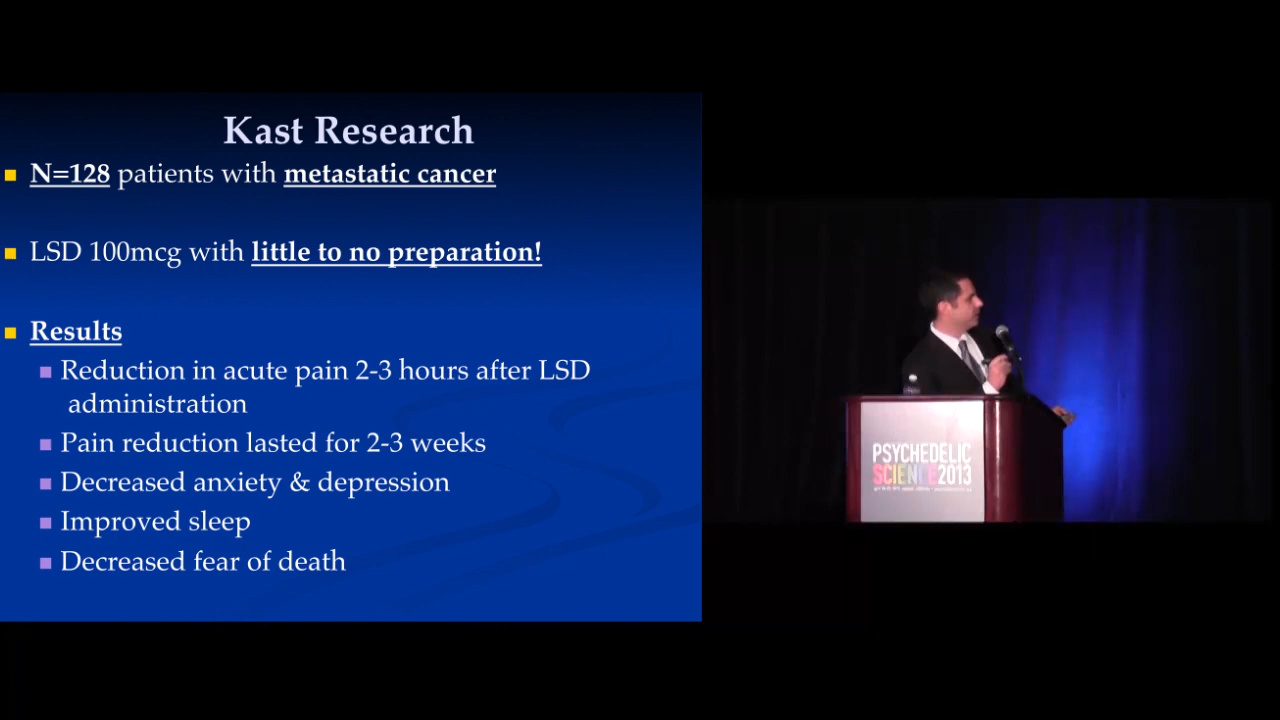 Kast Research
N=128 patients with metastatic cancer
LSD 100mcg with little to no preparation!
Results
Reduction in acute pain 2-3 hours after LSD
administration
Pain reduction lasted for 2-3 weeks
Decreased anxiety & depression
Improved sleep
Decreased fear of death
PSYCHEDELIC
SCIENCE2013